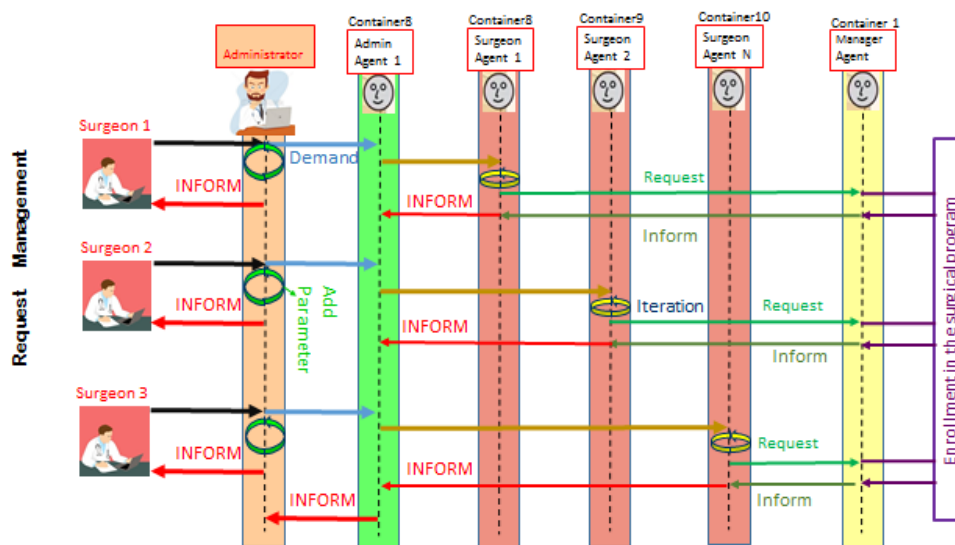 Container8
Container8
Container9
Container10
Container 1
Administrator
Admin
Agent 1
Surgeon
Agent 1
Surgeon
Agent 2
Surgeon
Agent N
Manager
Agent
Surgeon 1
Demand
INFORM
INFORM
Request
Inform
Surgeon 2
INFORM
Add
Parameter
Iteration
INFORM
Request
Inform
Surgeon 3
INFORM
INFORM
INFORM
Request
Inform
Request Management
Enrollment in the surgical program